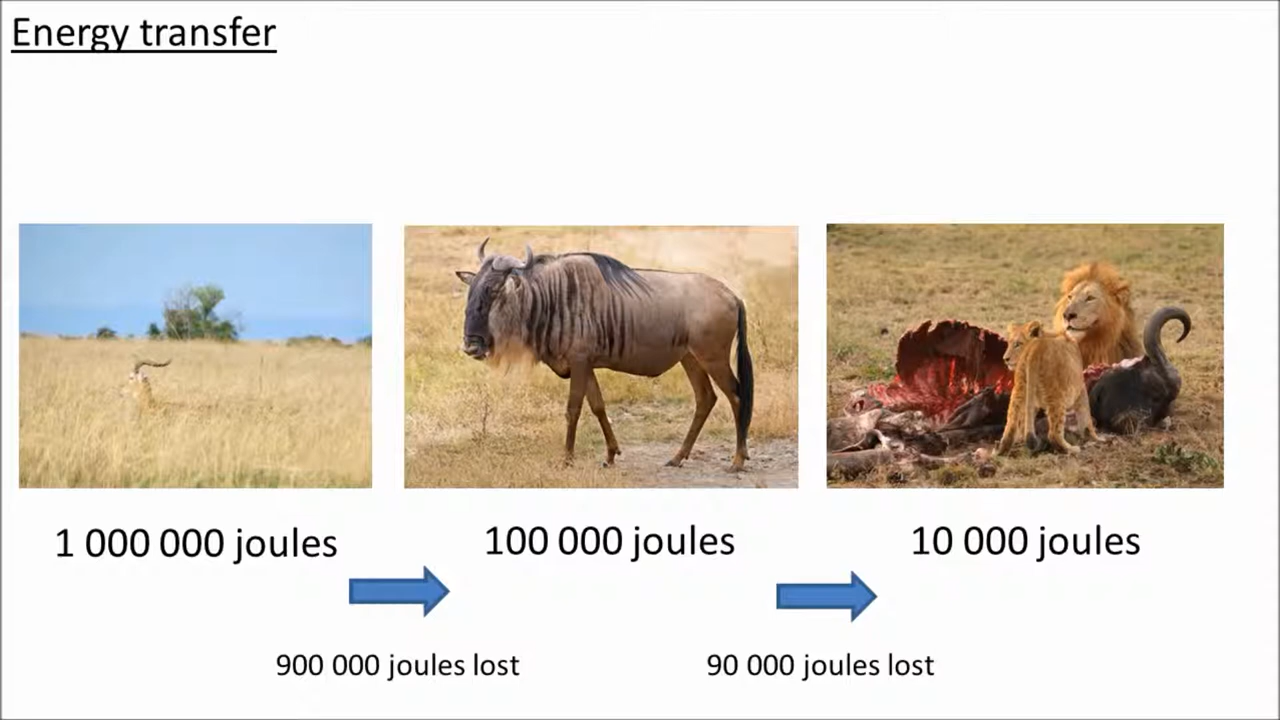 Energy transfer
1 000 000 joules
100 000 joules
10 000 joules
900 000 joules lost
90 000 joules lost